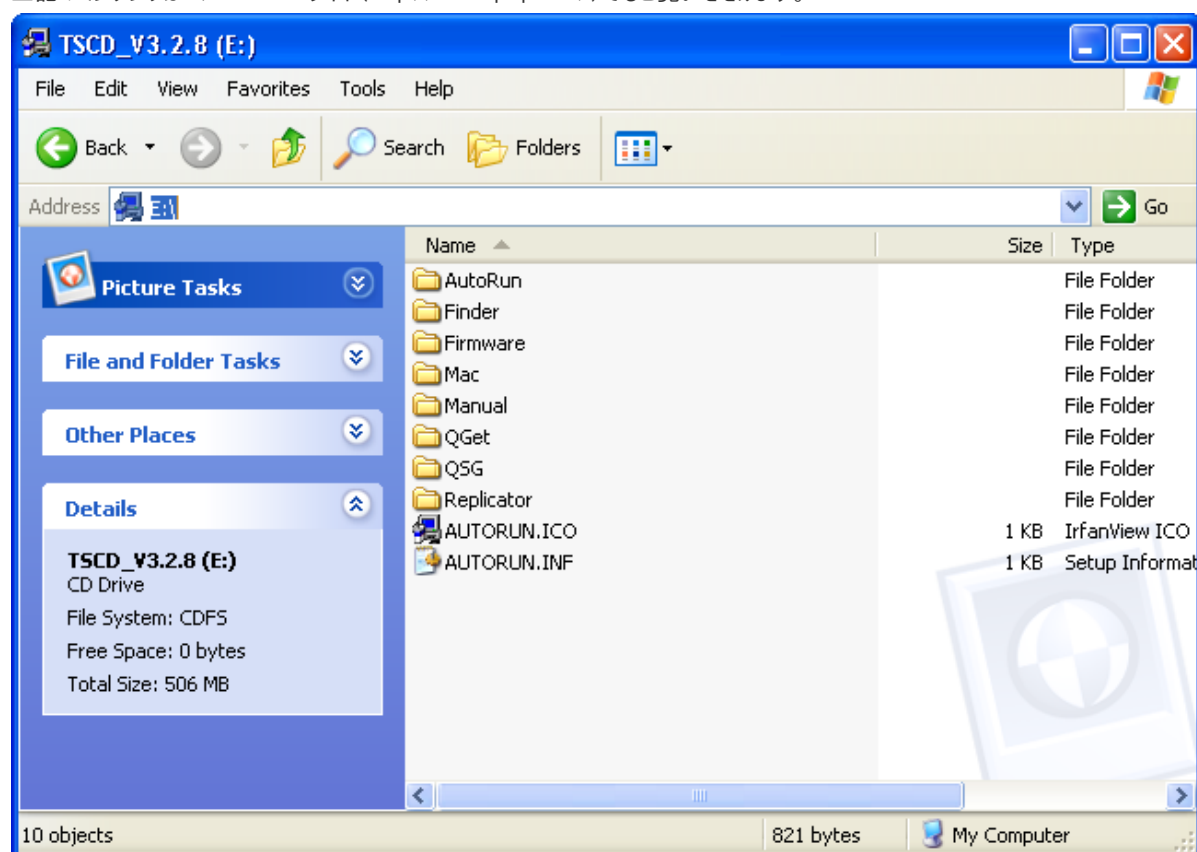 TSCD_V3.2.8 (E:)
File Edit View Favorites Tools Help
Back Search Folders
Address E:\ Go
Name Size Type
Picture Tasks
File and Folder Tasks
Other Places
Details
TSCD_V3.2.8 (E:)
CD Drive
File System: CDFS
Free Space: 0 bytes
Total Size: 506 MB
AutoRun File Folder
Finder File Folder
Firmware File Folder
Mac File Folder
Manual File Folder
QGet File Folder
QSG File Folder
Replicator File Folder
AUTORUN.ICO 1 KB IrfanView ICO
AUTORUN.INF 1 KB Setup Informat
10 objects 821 bytes My Computer